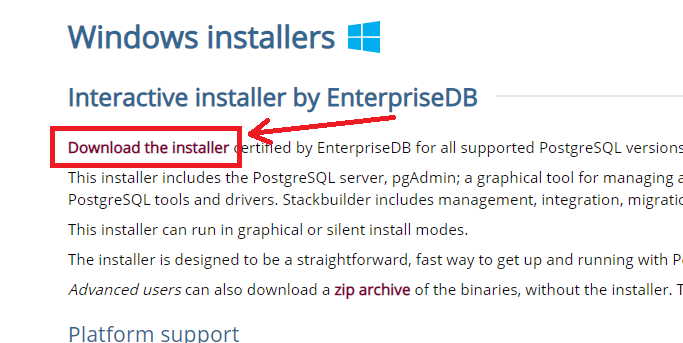 Windows installers
Interactive installer by EnterpriseDB
Download the installer certified by EnterpriseDB for all supported PostgreSQL versions
This installer includes the PostgreSQL server, pgAdmin; a graphical tool for managing a
PostgreSQL tools and drivers. Stackbuilder includes management, integration, migratio
This installer can run in graphical or silent install modes.
The installer is designed to be a straightforward, fast way to get up and running with P
Advanced users can also download a zip archive of the binaries, without the installer. T
Platform support